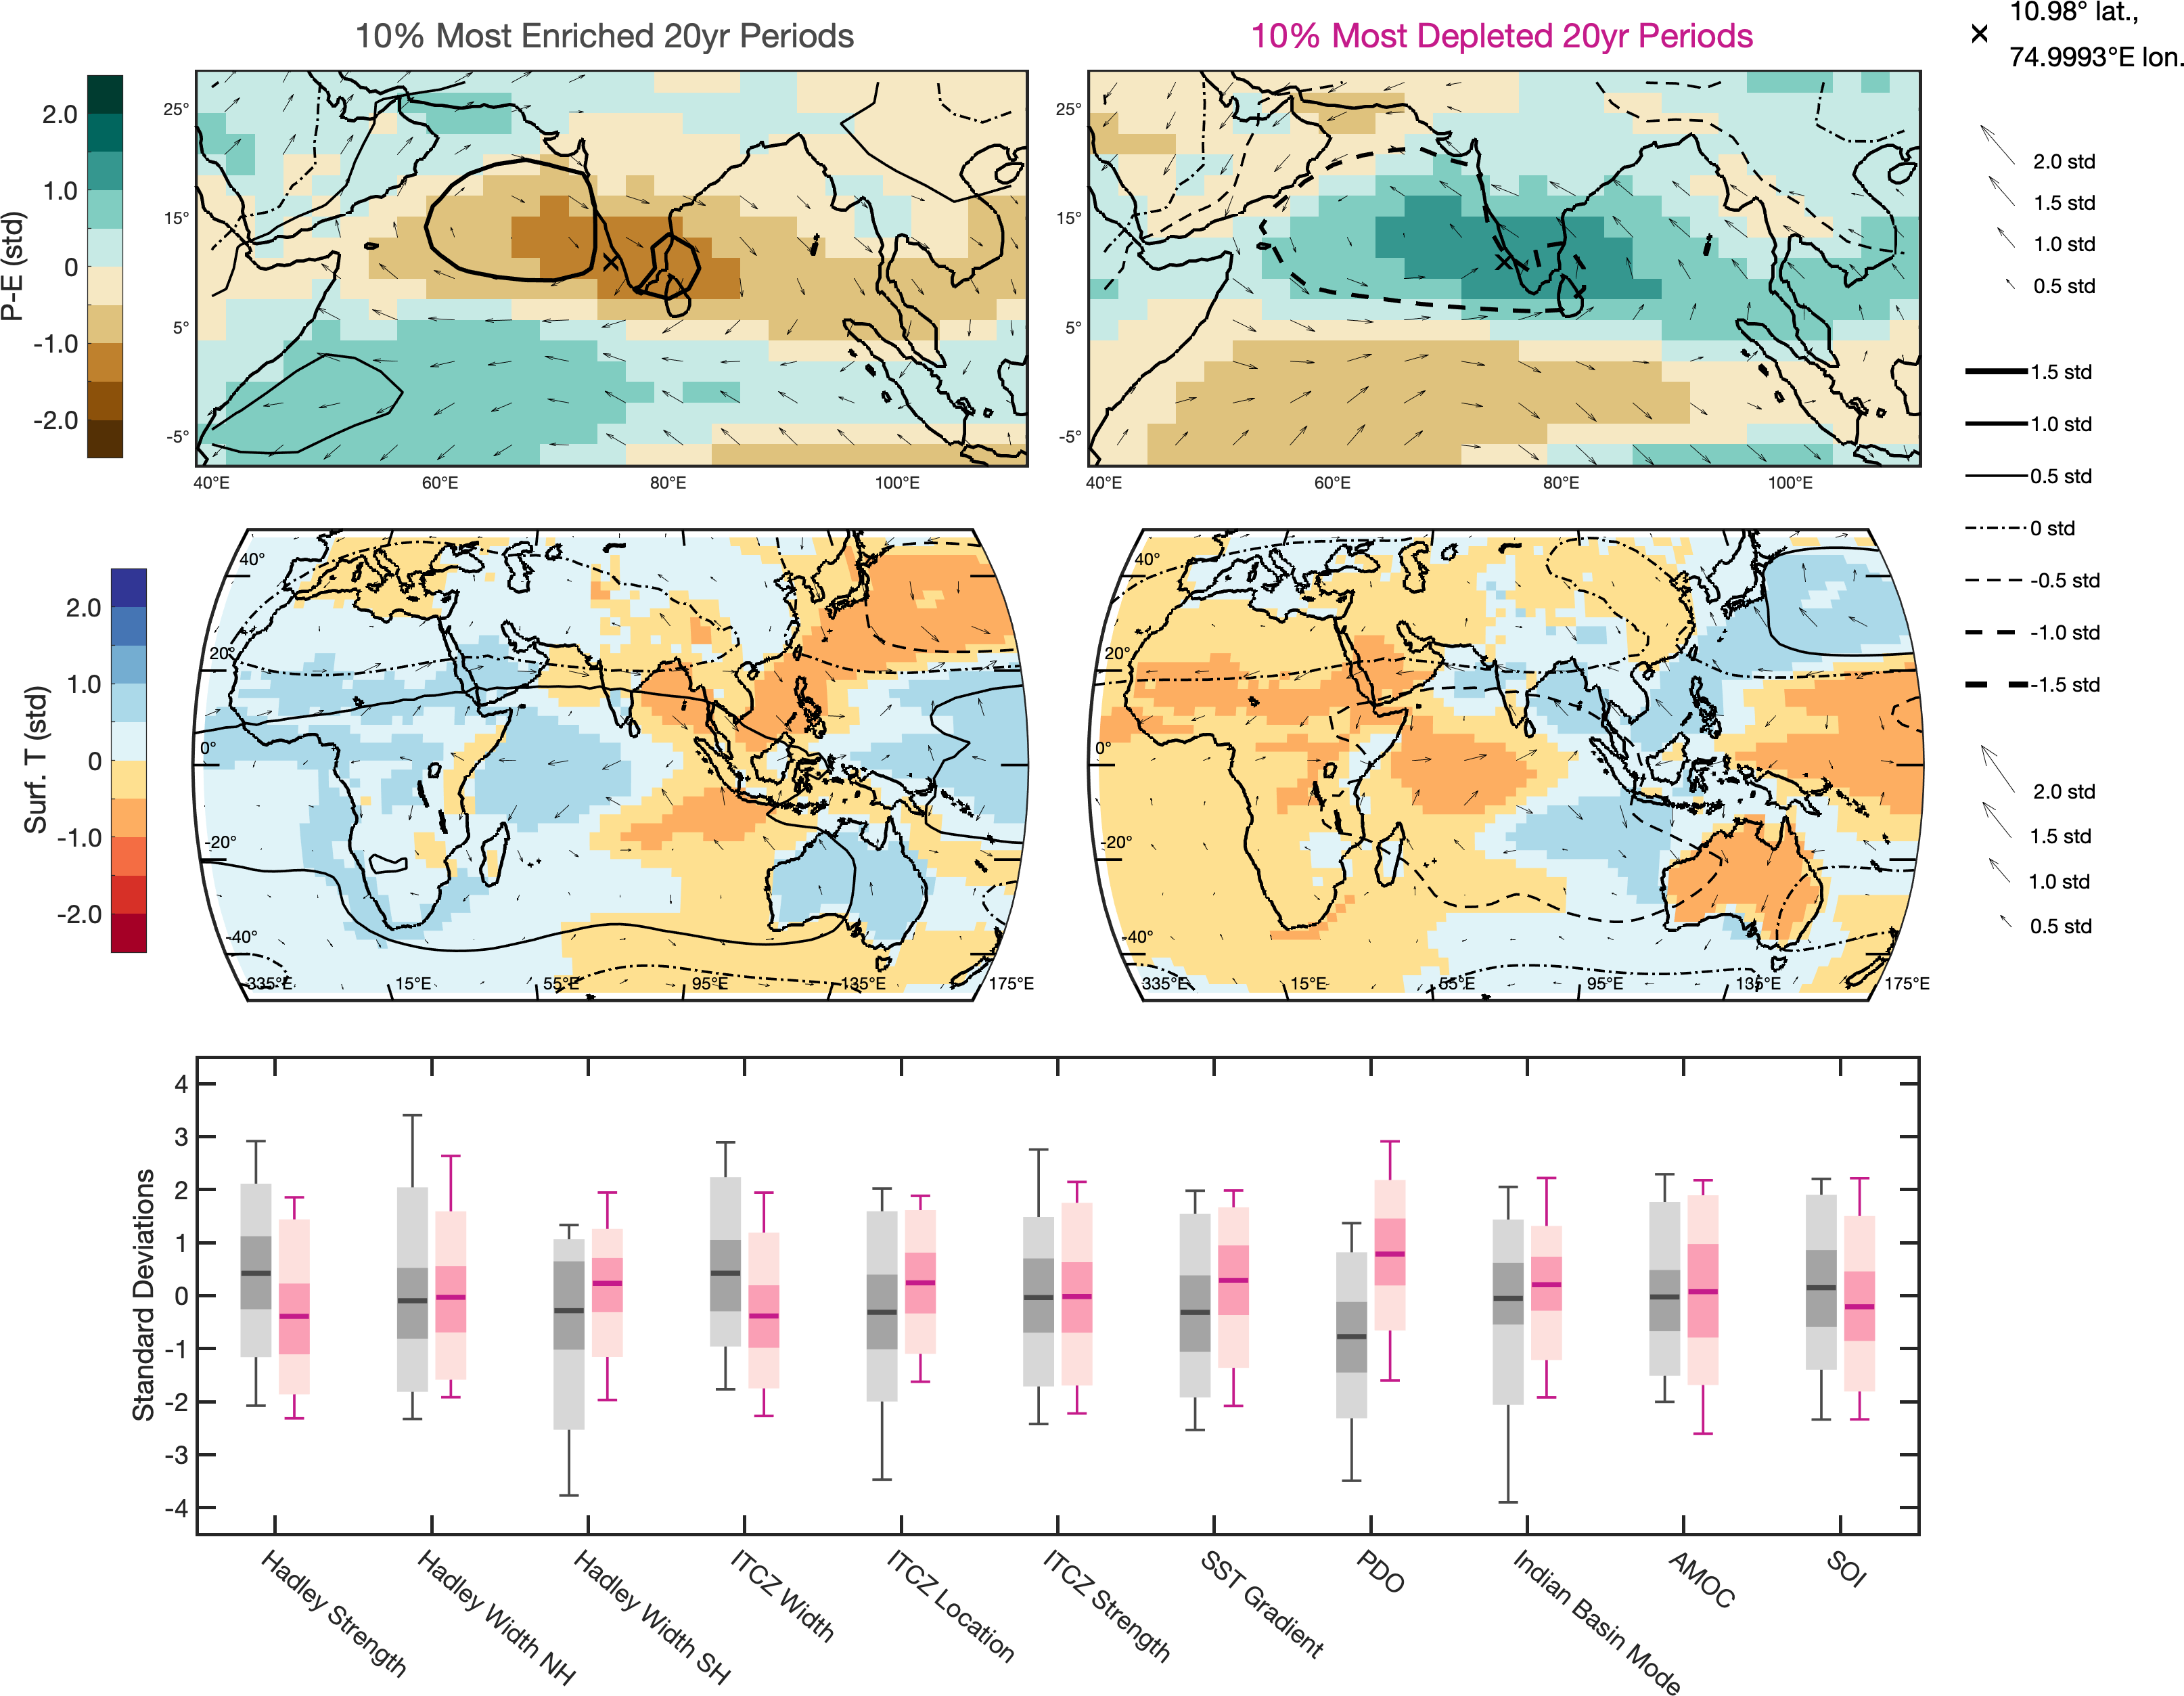 10% Most Enriched 20yr Periods
10% Most Depleted 20yr Periods
10.98° lat.,
74.9993°E lon.
P-E (std)
2.0
1.0
0
-1.0
-2.0
25°
15°
5°
-5°
40°E
60°E
80°E
100°E
25°
15°
5°
-5°
40°E
60°E
80°E
100°E
2.0 std
1.5 std
1.0 std
0.5 std
1.5 std
1.0 std
0.5 std
0 std
-0.5 std
-1.0 std
-1.5 std
2.0 std
1.5 std
1.0 std
0.5 std
Surf. T (std)
2.0
1.0
0
-1.0
-2.0
40°
20°
0°
-20°
-40°
335°E
15°E
55°E
95°E
135°E
175°E
40°
20°
0°
-20°
-40°
335°E
15°E
55°E
95°E
135°E
175°E
Standard Deviations
4
3
2
1
0
-1
-2
-3
-4
Hadley Strength
Hadley Width NH
Hadley Width SH
ITCZ Width
ITCZ Location
ITCZ Strength
SST Gradient
PDO
Indian Basin Mode
AMOC
SOI